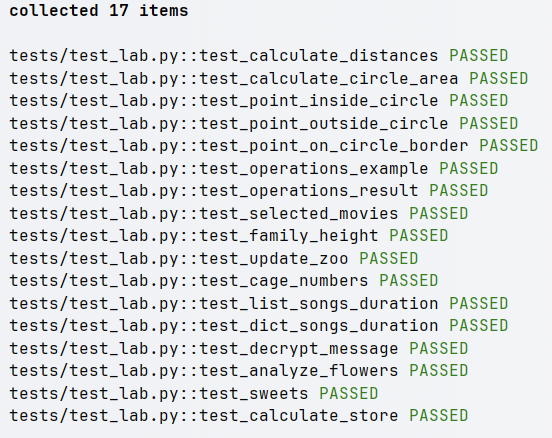 collected 17 items
tests/test_lab.py::test_calculate_distances PASSED
tests/test_lab.py::test_calculate_circle_area PASSED
tests/test_lab.py::test_point_inside_circle PASSED
tests/test_lab.py::test_point_outside_circle PASSED
tests/test_lab.py::test_point_on_circle_border PASSED
tests/test_lab.py::test_operations_example PASSED
tests/test_lab.py::test_operations_result PASSED
tests/test_lab.py::test_selected_movies PASSED
tests/test_lab.py::test_family_height PASSED
tests/test_lab.py::test_update_zoo PASSED
tests/test_lab.py::test_cage_numbers PASSED
tests/test_lab.py::test_list_songs_duration PASSED
tests/test_lab.py::test_dict_songs_duration PASSED
tests/test_lab.py::test_decrypt_message PASSED
tests/test_lab.py::test_analyze_flowers PASSED
tests/test_lab.py::test_sweets PASSED
tests/test_lab.py::test_calculate_store PASSED